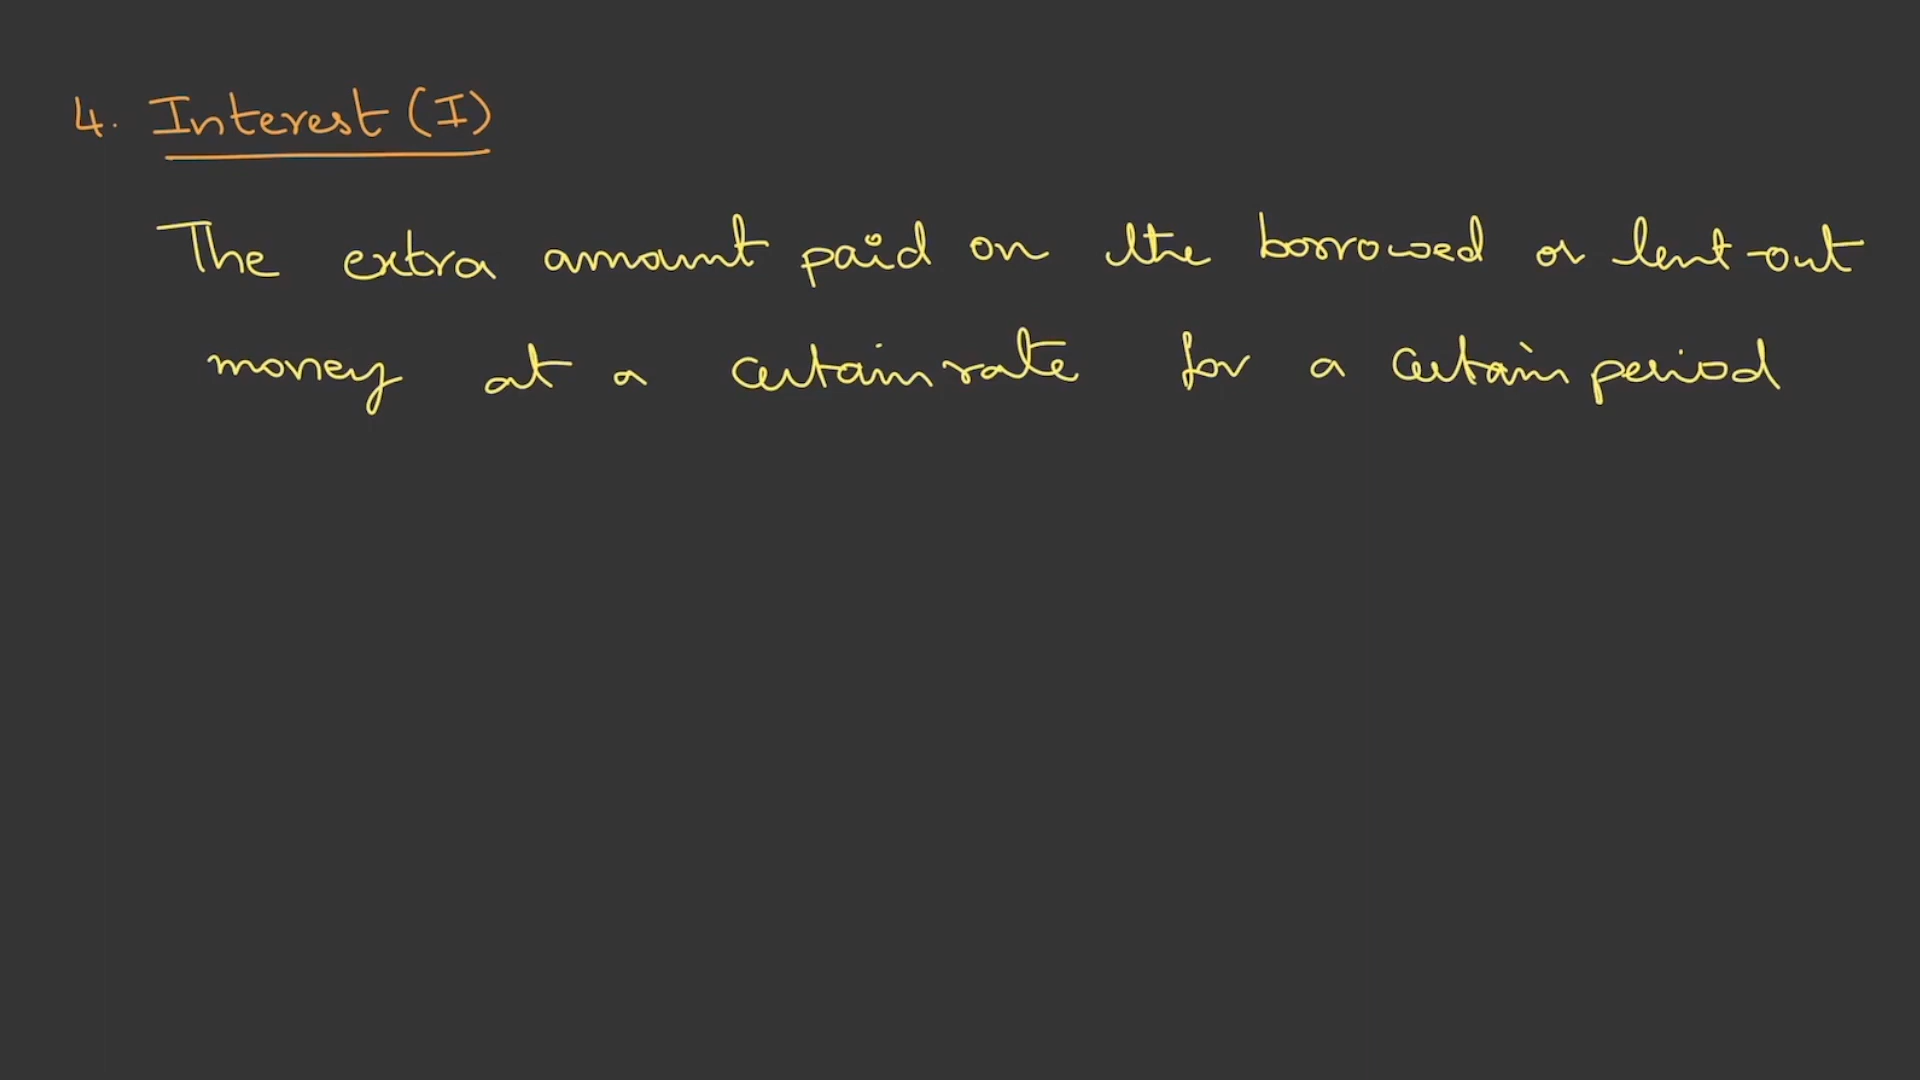 4. Interest (I)
The extra amount paid on the borrowed or lent-out
money at a certain rate for a certain period